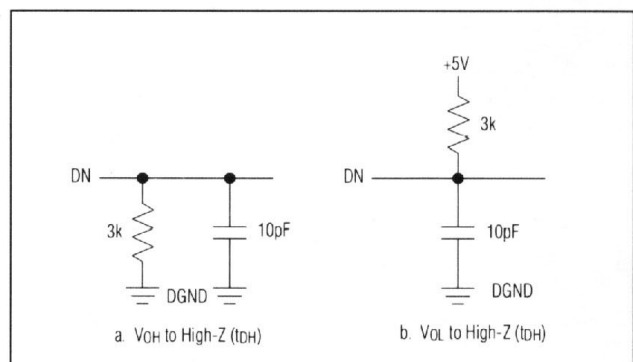 DN
3k
10pF
DGND
a. VOH to High-Z (tDH)
+5V
3k
DN
10pF
DGND
b. VOL to High-Z (tDH)